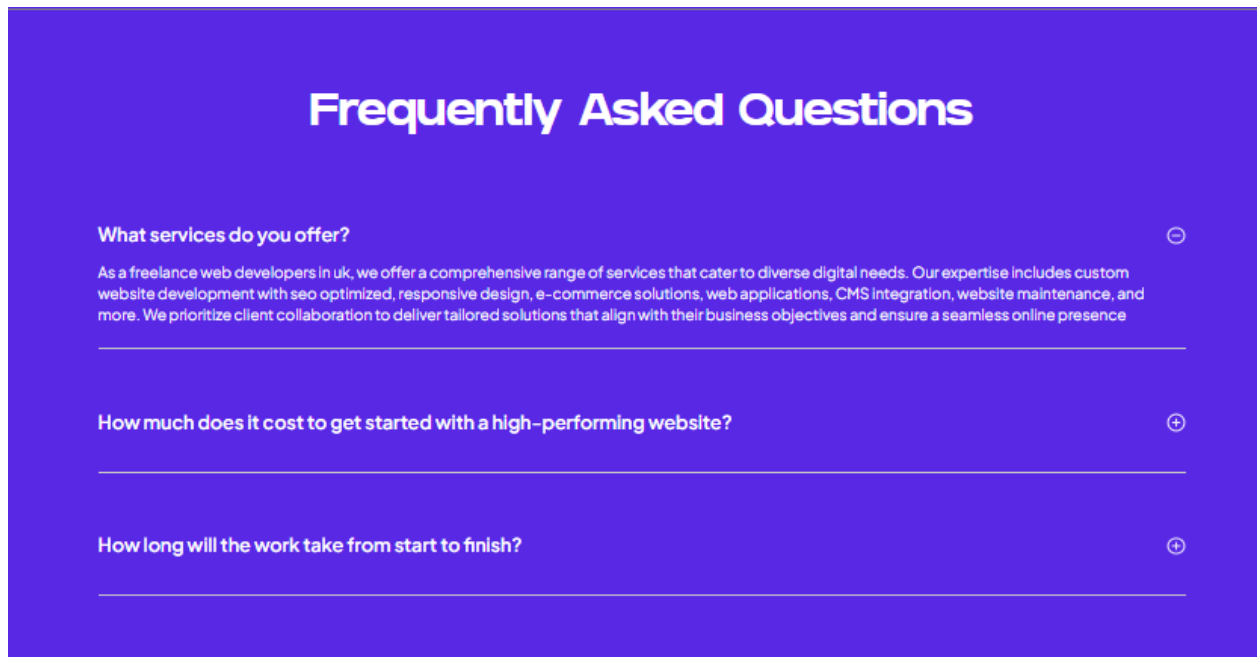 Frequently Asked Questions
What services do you offer?
As a freelance web developers in uk, we offer a comprehensive range of services that cater to diverse digital needs. Our expertise includes custom
website development with seo optimized, responsive design, e-commerce solutions, web applications, CMS integration, website maintenance, and
more. We prioritize client collaboration to deliver tailored solutions that align with their business objectives and ensure a seamless online presence
How much does it cost to get started with a high-performing website?
How long will the work take from start to finish?